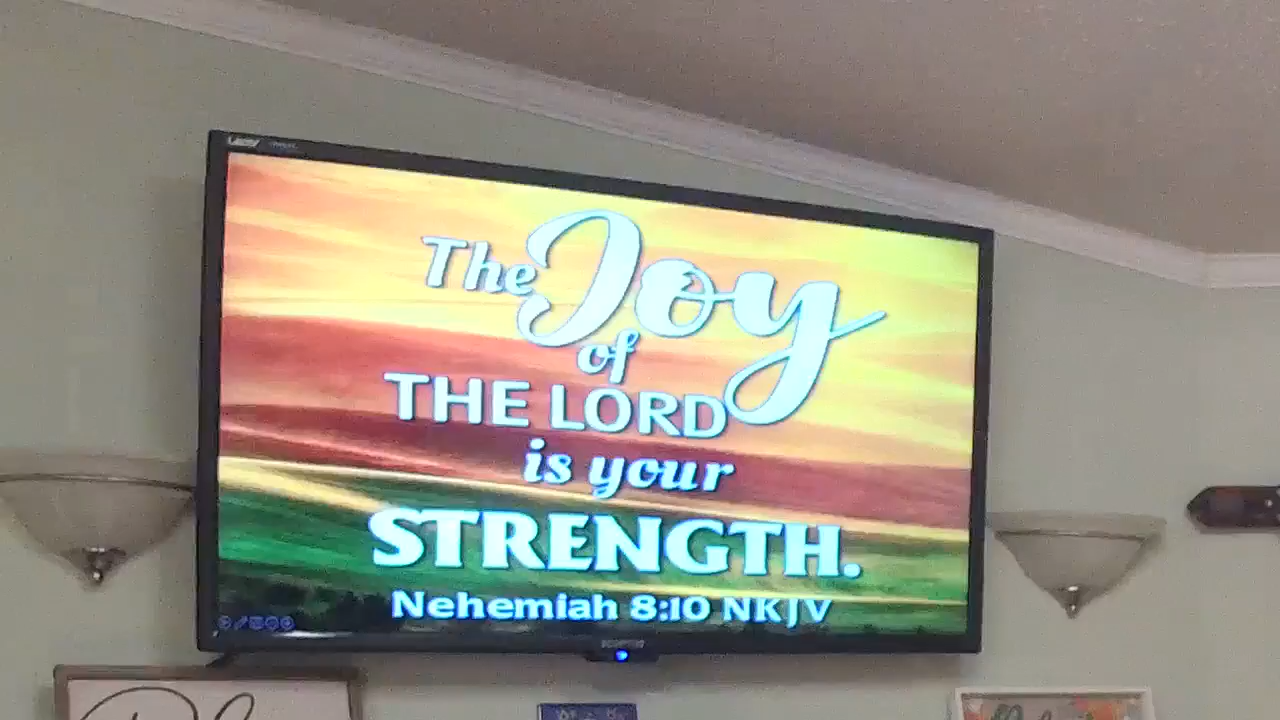 The Joy
of
THE LORD
is your
STRENGTH.
Nehemiah 8:10 NKJV